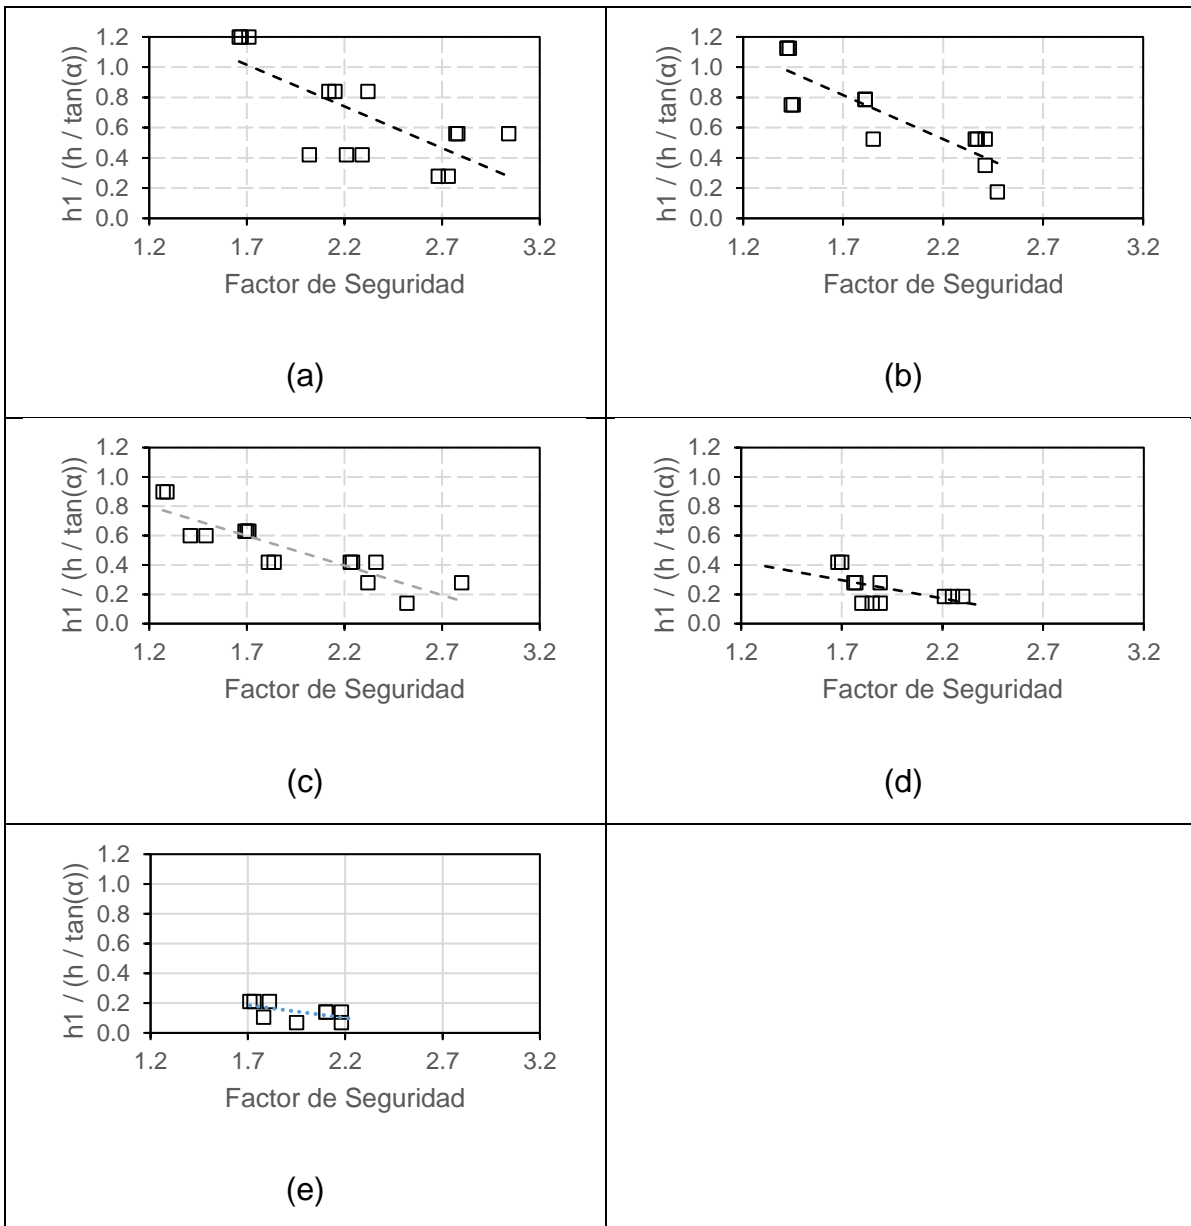 h1 / (h / tan(α))
1.2
1.0
0.8
0.6
0.4
0.2
0.0
1.2 1.7 2.2 2.7 3.2
Factor de Seguridad
(a)
h1 / (h / tan(α))
1.2
1.0
0.8
0.6
0.4
0.2
0.0
1.2 1.7 2.2 2.7 3.2
Factor de Seguridad
(b)
h1 / (h / tan(α))
1.2
1.0
0.8
0.6
0.4
0.2
0.0
1.2 1.7 2.2 2.7 3.2
Factor de Seguridad
(c)
h1 / (h / tan(α))
1.2
1.0
0.8
0.6
0.4
0.2
0.0
1.2 1.7 2.2 2.7 3.2
Factor de Seguridad
(d)
h1 / (h / tan(α))
1.2
1.0
0.8
0.6
0.4
0.2
0.0
1.2 1.7 2.2 2.7 3.2
Factor de Seguridad
(e)